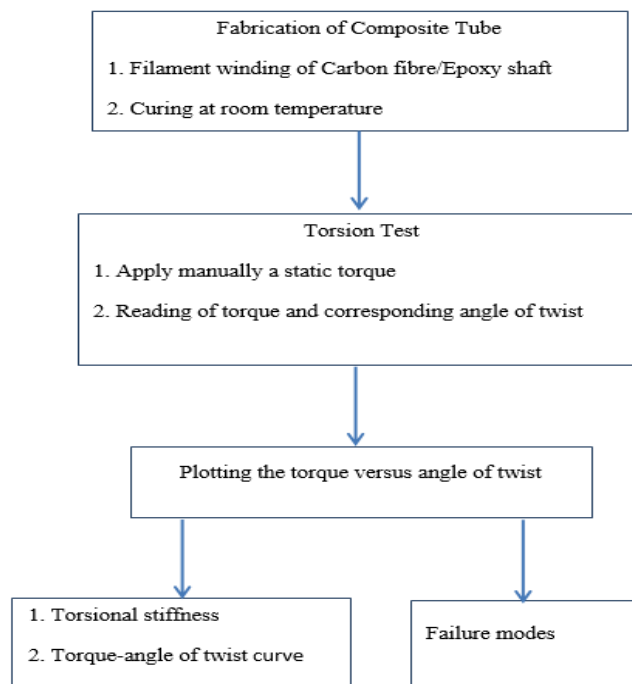 Fabrication of Composite Tube
1. Filament winding of Carbon fibre/Epoxy shaft
2. Curing at room temperature
Torsion Test
1. Apply manually a static torque
2. Reading of torque and corresponding angle of twist
Plotting the torque versus angle of twist
1. Torsional stiffness
2. Torque-angle of twist curve
Failure modes